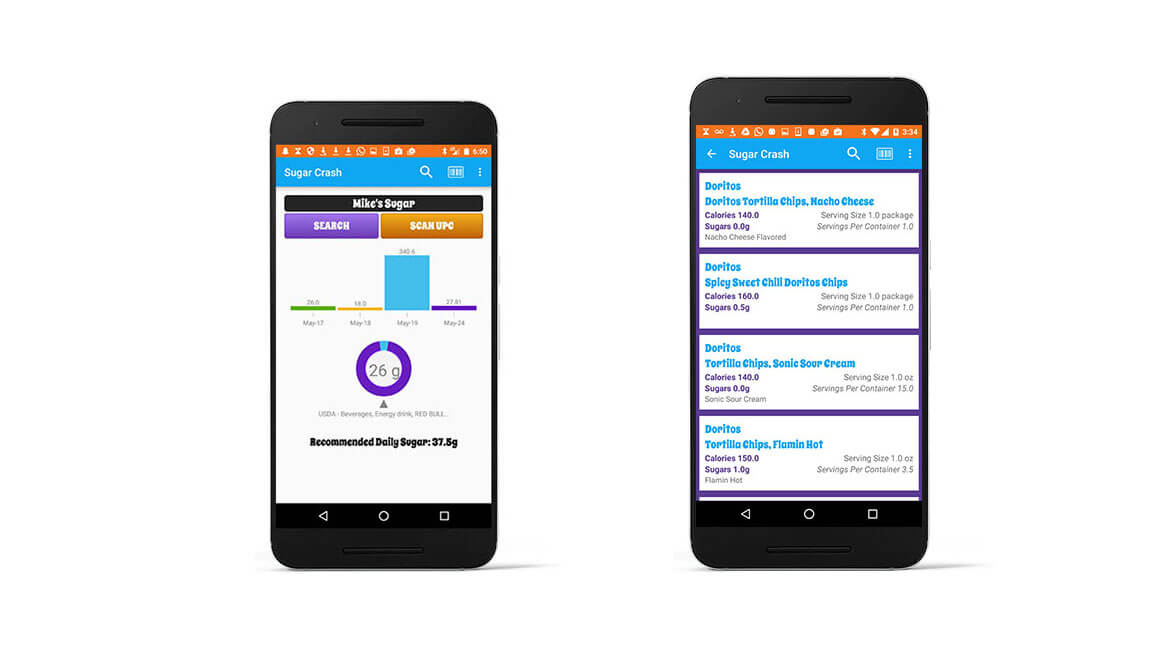 6:50
Sugar Crash
Mike's Sugar
SEARCH
SCAN UPC
340.6
26.0
18.0
27.81
May-17
May-18
May-19
May-24
26 g
USDA - Beverages, Energy drink, RED BULL...
Recommended Daily Sugar: 37.5g
3:34
Sugar Crash
Doritos
Doritos Tortilla Chips, Nacho Cheese
Calories 140.0
Serving Size 1.0 package
Sugars 0.0g
Servings Per Container 1.0
Nacho Cheese Flavored
Doritos
Spicy Sweet Chili Doritos Chips
Calories 160.0
Serving Size 1.0 package
Sugars 0.5g
Servings Per Container 1.0
Doritos
Tortilla Chips, Sonic Sour Cream
Calories 140.0
Serving Size 1.0 oz
Sugars 0.0g
Servings Per Container 15.0
Sonic Sour Cream
Doritos
Tortilla Chips, Flamin Hot
Calories 150.0
Serving Size 1.0 oz
Sugars 1.0g
Servings Per Container 3.5
Flamin Hot